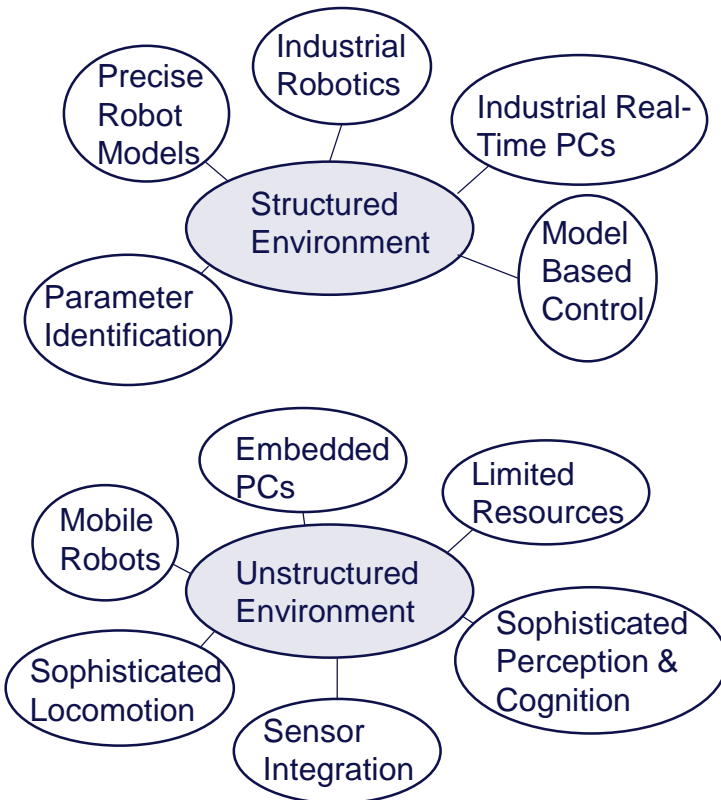 Industrial
Robotics
Precise
Robot
Models
Industrial Real-
Time PCs
Structured
Environment
Model
Based
Control
Parameter
Identification
Embedded
PCs
Limited
Resources
Mobile
Robots
Unstructured
Environment
Sophisticated
Perception &
Cognition
Sophisticated
Locomotion
Sensor
Integration